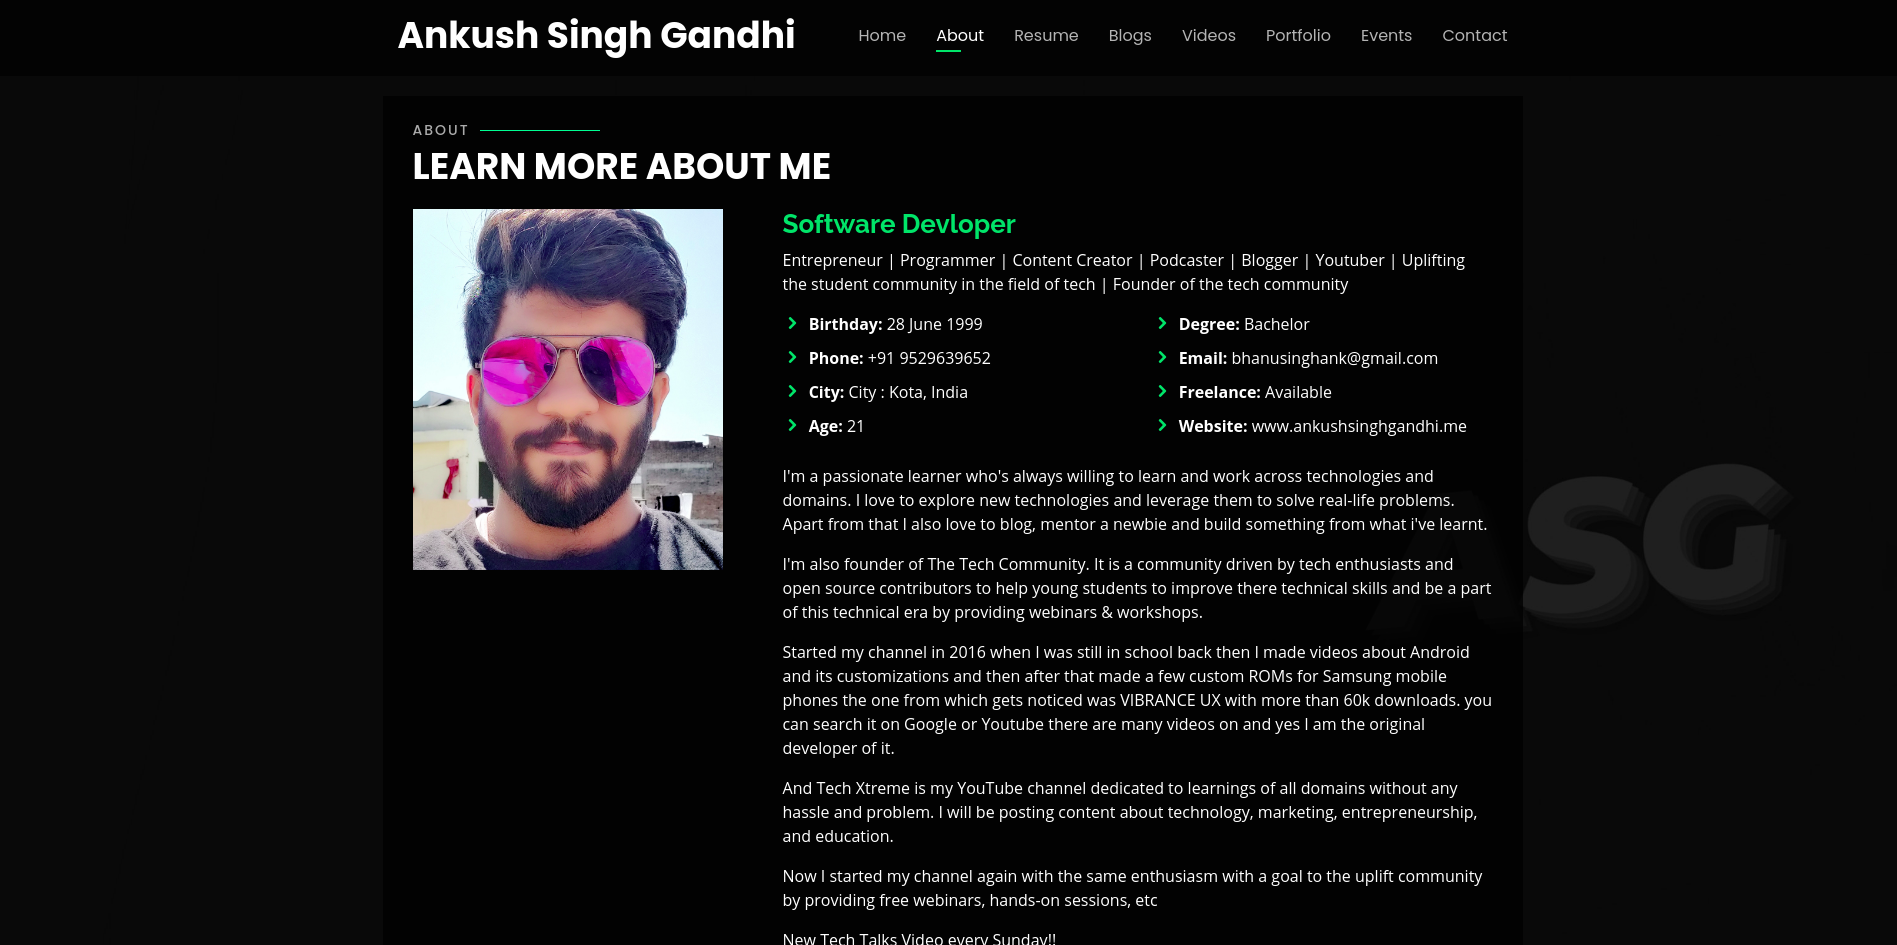 Ankush Singh Gandhi
Home About Resume Blogs Videos Portfolio Events Contact
ABOUT
LEARN MORE ABOUT ME
Software Devloper
Entrepreneur | Programmer | Content Creator | Podcaster | Blogger | Youtuber | Uplifting
the student community in the field of tech | Founder of the tech community
Birthday: 28 June 1999
Phone: +91 9529639652
City: City : Kota, India
Age: 21
Degree: Bachelor
Email: bhanusinghank@gmail.com
Freelance: Available
Website: www.ankushsinghgandhi.me
I'm a passionate learner who's always willing to learn and work across technologies and
domains. I love to explore new technologies and leverage them to solve real-life problems.
Apart from that I also love to blog, mentor a newbie and build something from what i've learnt.
I'm also founder of The Tech Community. It is a community driven by tech enthusiasts and
open source contributors to help young students to improve there technical skills and be a part
of this technical era by providing webinars & workshops.
Started my channel in 2016 when I was still in school back then I made videos about Android
and its customizations and then after that made a few custom ROMs for Samsung mobile
phones the one from which gets noticed was VIBRANCE UX with more than 60k downloads. you
can search it on Google or Youtube there are many videos on and yes I am the original
developer of it.
And Tech Xtreme is my YouTube channel dedicated to learnings of all domains without any
hassle and problem. I will be posting content about technology, marketing, entrepreneurship,
and education.
Now I started my channel again with the same enthusiasm with a goal to the uplift community
by providing free webinars, hands-on sessions, etc
New Tech Talks Video every Sunday!!
ASG